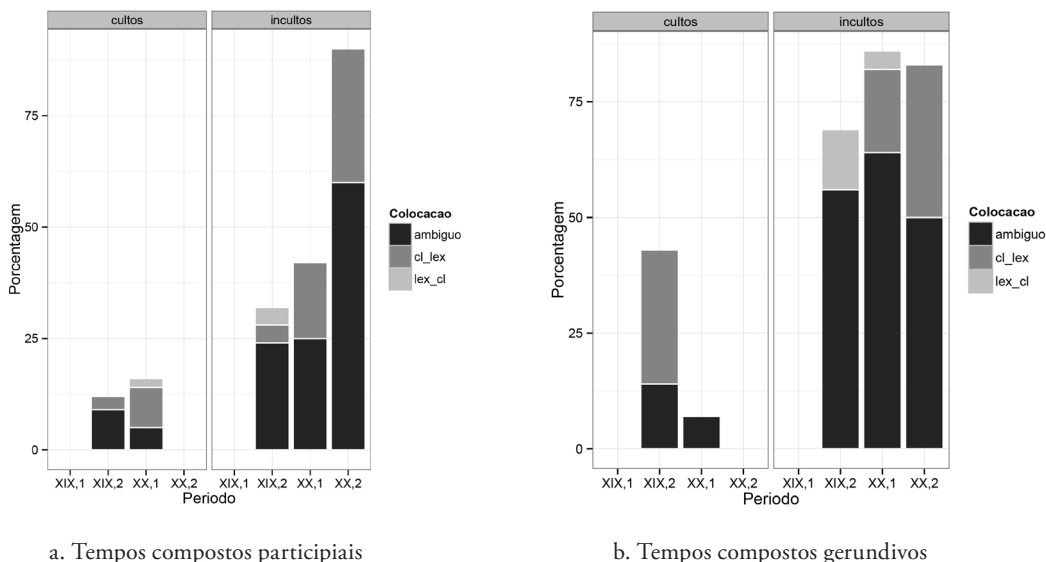 cultos
incultos
75
50
25
0
Porcentagem
XIX,1 XIX,2 XX,1 XX,2
XIX,1 XIX,2 XX,1 XX,2
Periodo
Colocacao
ambiguo
cl_lex
lex_cl
a. Tempos compostos participiais
cultos
incultos
75
50
25
0
Porcentagem
XIX,1 XIX,2 XX,1 XX,2
XIX,1 XIX,2 XX,1 XX,2
Periodo
Colocacao
ambiguo
cl_lex
lex_cl
b. Tempos compostos gerundivos